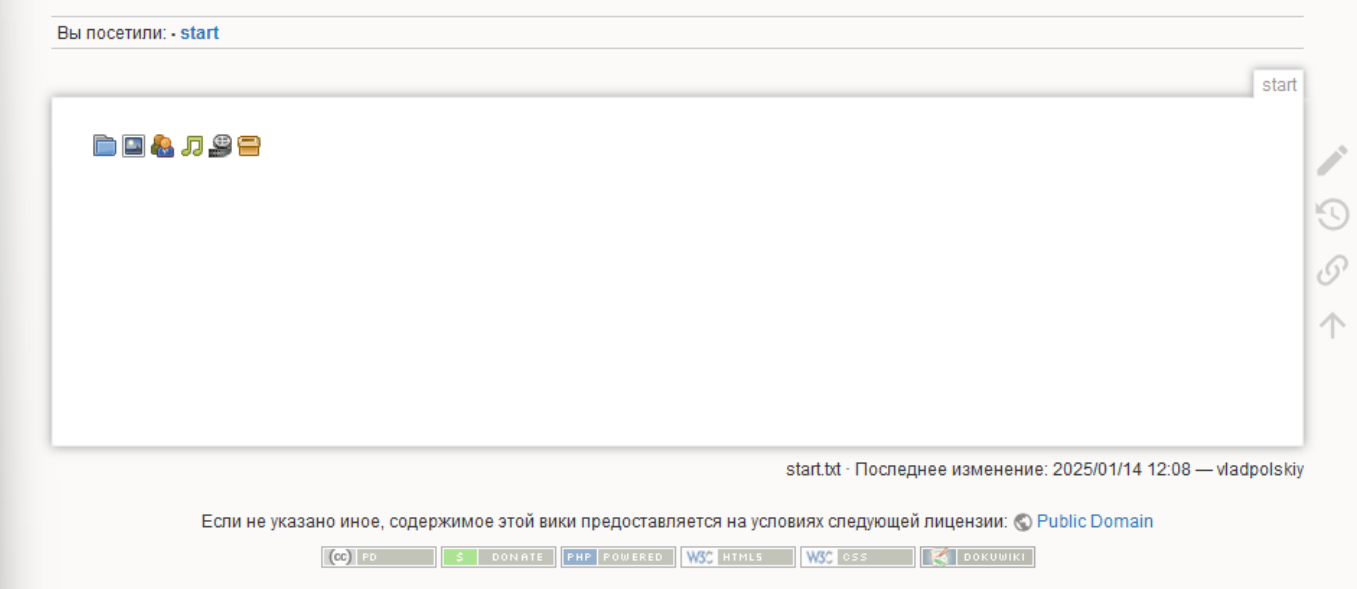 Вы посетили: • start
start
start.txt · Последнее изменение: 2025/01/14 12:08 — vladpolskiy
Если не указано иное, содержимое этой вики предоставляется на условиях следующей лицензии: Public Domain
(cc) PD $ DONATE PHP POWERED W3C HTML5 W3C CSS DOKUWIKI